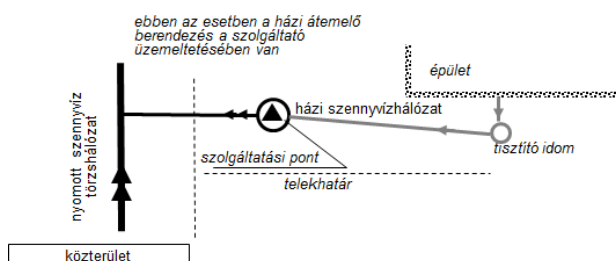 ebben az esetben a házi átemelő
berendezés a szolgáltató
üzemeltetésében van
épület
házi szennyvízhálózat
tisztító idom
szolgáltatási pont
telekhatár
nyomott szennyvíz
törzshálózat
közterület